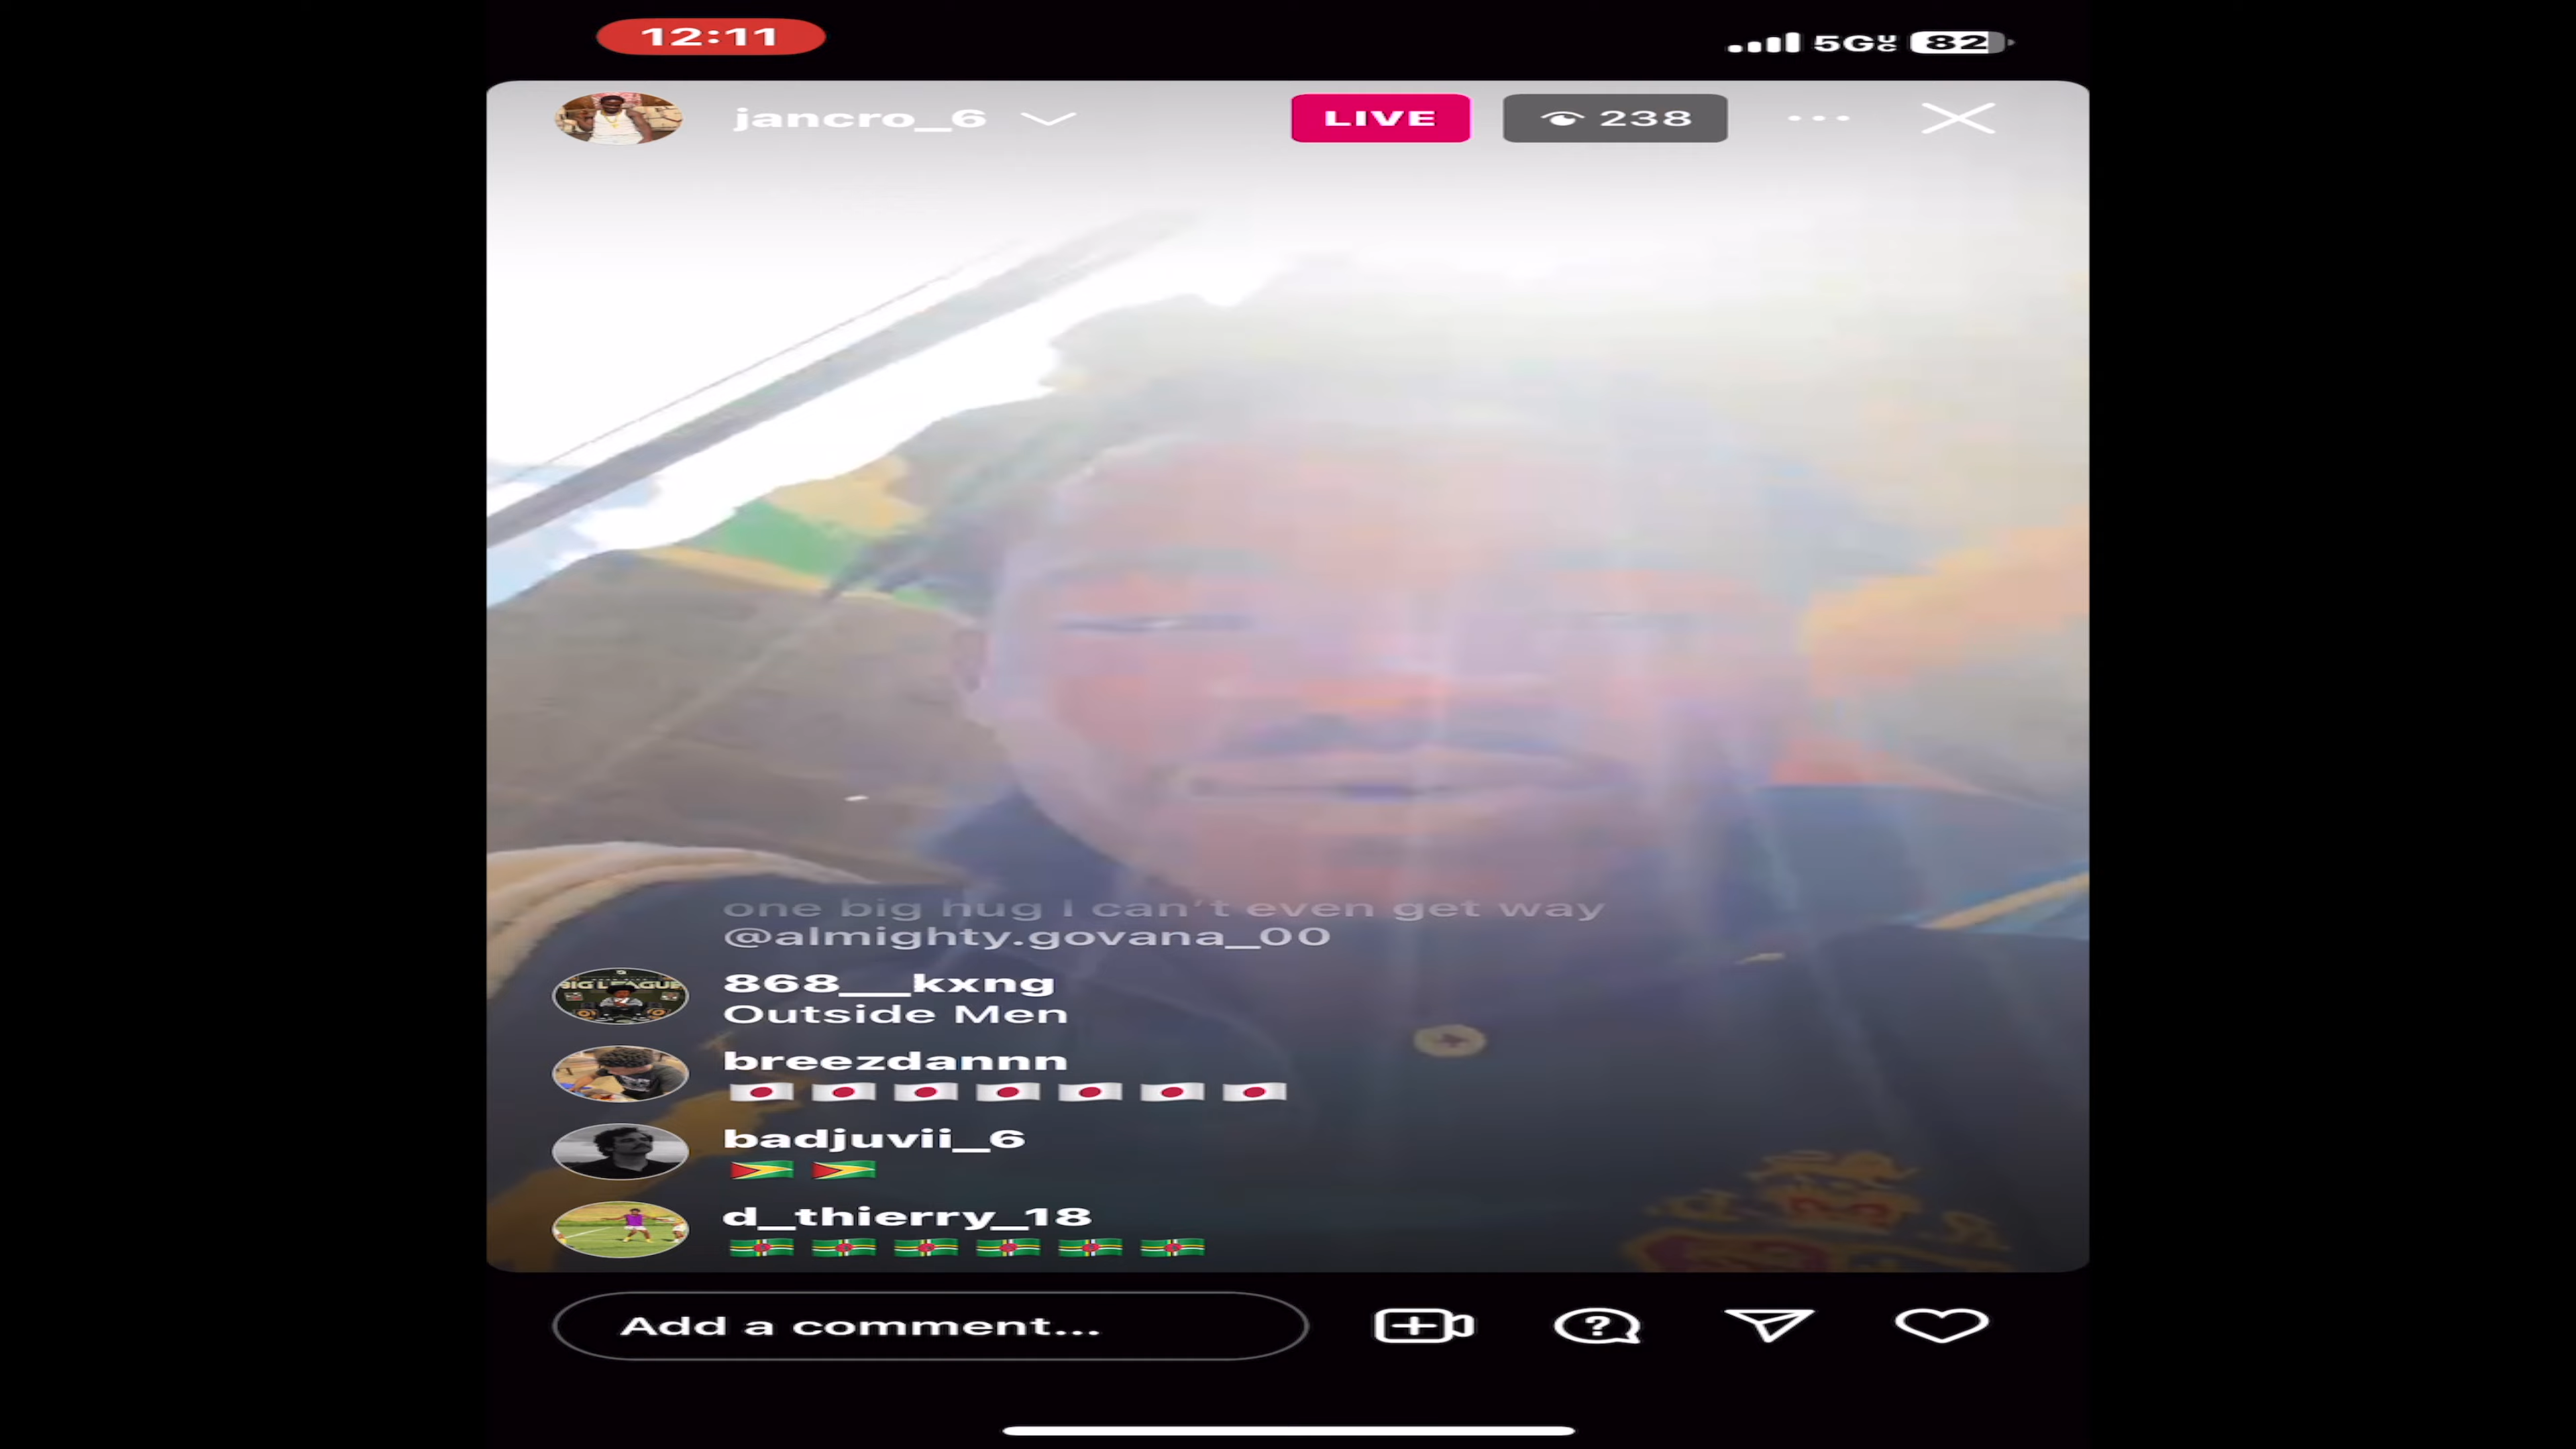 12:11
5GUC 82
jancro_6
LIVE
238
one big hug I can't even get way
@almighty.govana_00
868__kxng
Outside Men
breezdannn
🇯🇵 🇯🇵 🇯🇵 🇯🇵 🇯🇵 🇯🇵 🇯🇵
badjuvii_6
🇬🇾 🇬🇾
d_thierry_18
🇩🇲 🇩🇲 🇩🇲 🇩🇲 🇩🇲 🇩🇲
Add a comment...